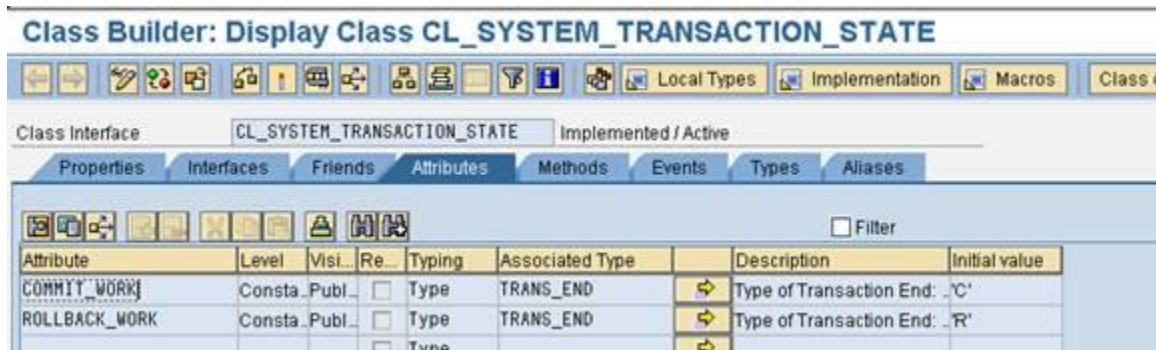 Class Builder: Display Class CL_SYSTEM_TRANSACTION_STATE
Local Types Implementation Macros Class
Class Interface CL_SYSTEM_TRANSACTION_STATE Implemented / Active
Properties Interfaces Friends Attributes Methods Events Types Aliases
Filter
Attribute Level Visi... Re... Typing Associated Type Description Initial value
COMMIT_WORK Consta.. Publ.. Type TRANS_END Type of Transaction End: .. 'C'
ROLLBACK_WORK Consta.. Publ.. Type TRANS_END Type of Transaction End: .. 'R'
Type